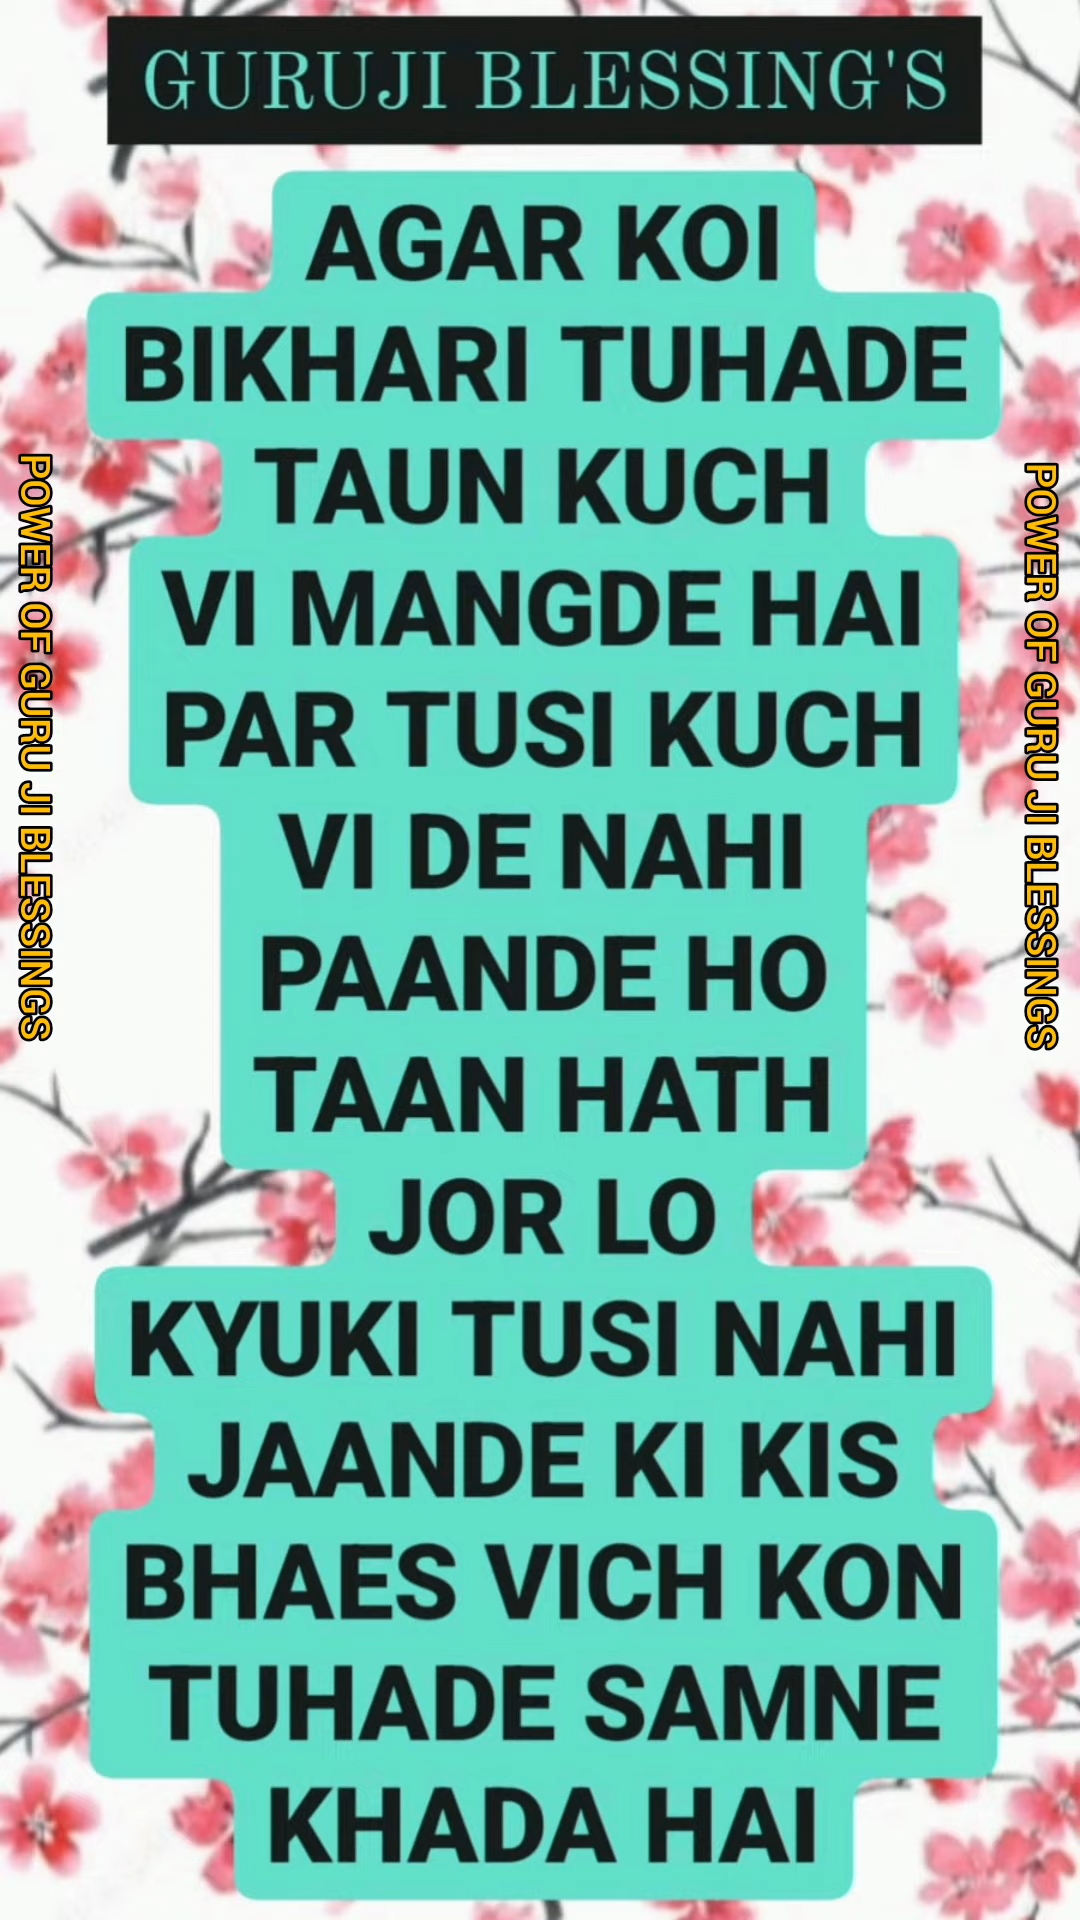 GURUJI BLESSING'S
AGAR KOI
BIKHARI TUHADE
TAUN KUCH
VI MANGDE HAI
PAR TUSI KUCH
VI DE NAHI
PAANDE HO
TAAN HATH
JOR LO
KYUKI TUSI NAHI
JAANDE KI KIS
BHAES VICH KON
TUHADE SAMNE
KHADA HAI
POWER OF GURU JI BLESSINGS
POWER OF GURU JI BLESSINGS